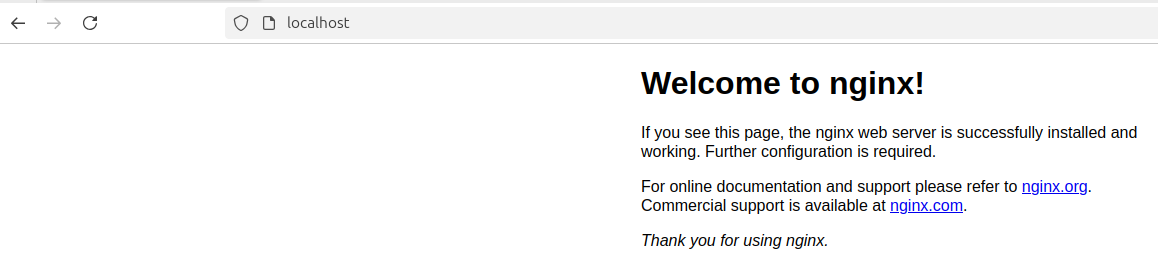 localhost
Welcome to nginx!
If you see this page, the nginx web server is successfully installed and
working. Further configuration is required.
For online documentation and support please refer to nginx.org.
Commercial support is available at nginx.com.
Thank you for using nginx.